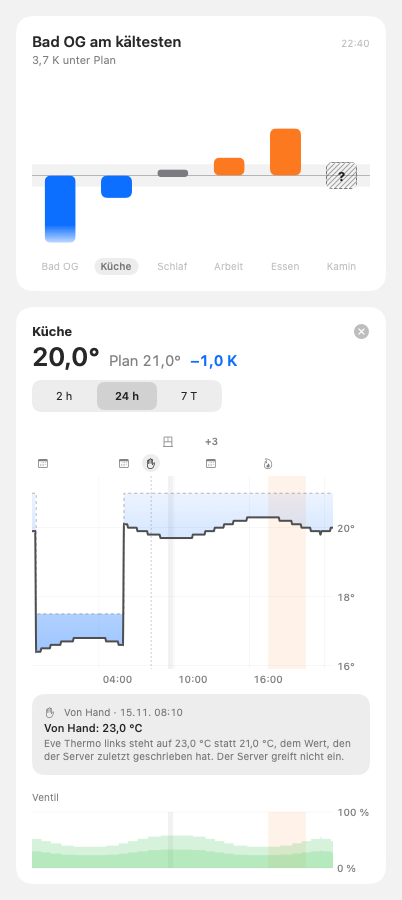 Bad OG am kältesten
22:40
3,7 K unter Plan
?
Bad OG Küche Schlaf Arbeit Essen Kamin
Küche
20,0° Plan 21,0° −1,0 K
2 h 24 h 7 T
+3
20°
18°
16°
04:00 10:00 16:00
Von Hand · 15.11. 08:10
Von Hand: 23,0 °C
Eve Thermo links steht auf 23,0 °C statt 21,0 °C, dem Wert, den
der Server zuletzt geschrieben hat. Der Server greift nicht ein.
Ventil
100 %
0 %